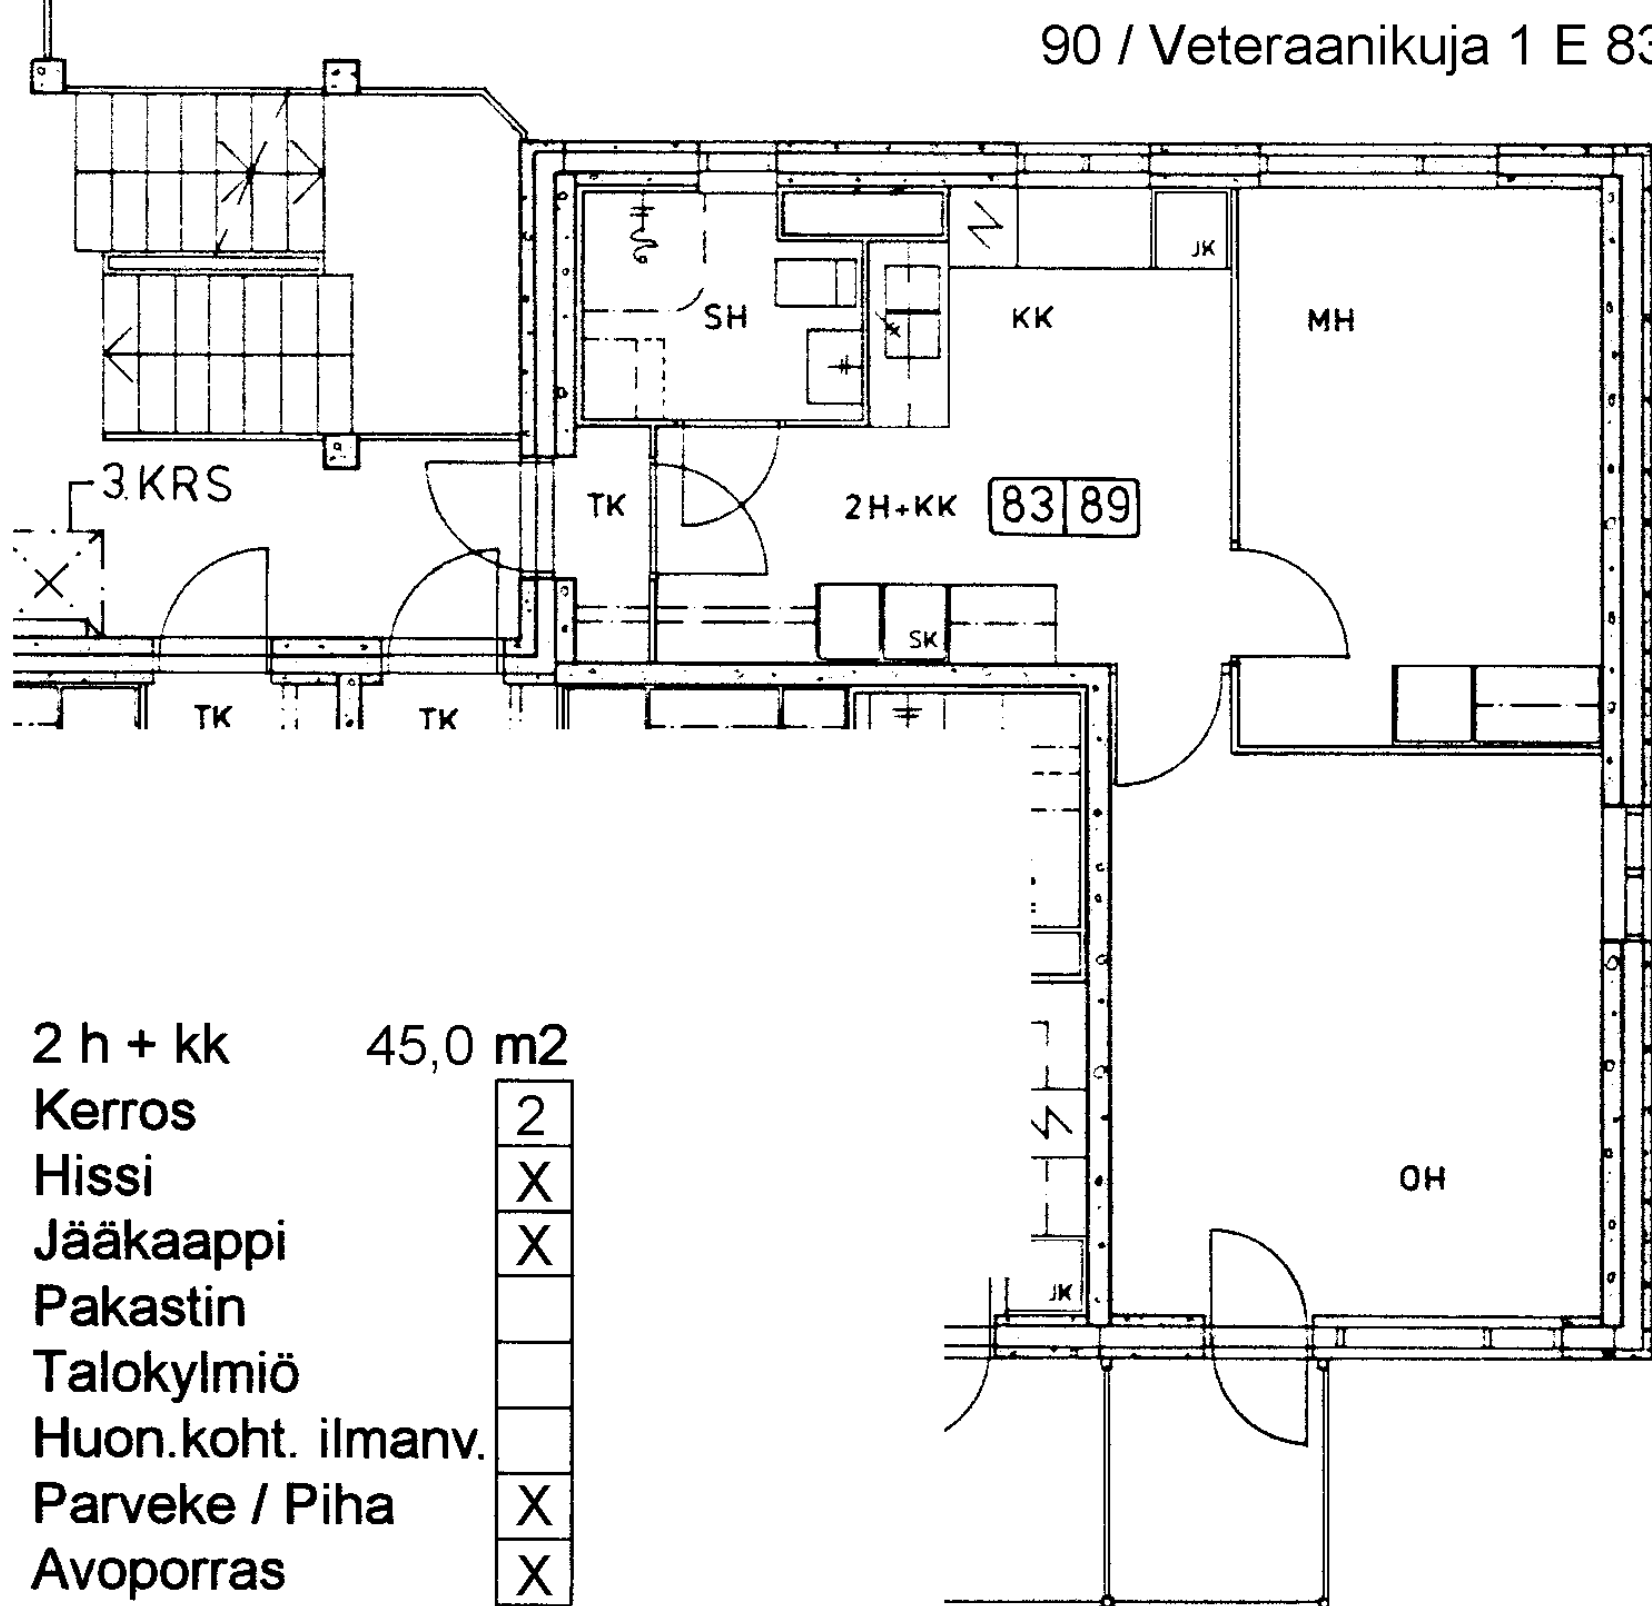 90 / Veteraanikuja 1 E 83
JK
SH
KK
MH
3.KRS
TK
2H+KK
83 89
SK
TK
TK
2 h + kk 45,0 m2
Kerros 2
Hissi X
Jääkaappi X
Pakastin
Talokylmiö
Huon.koht. ilmanv.
Parveke / Piha X
Avoporras X
OH
JK